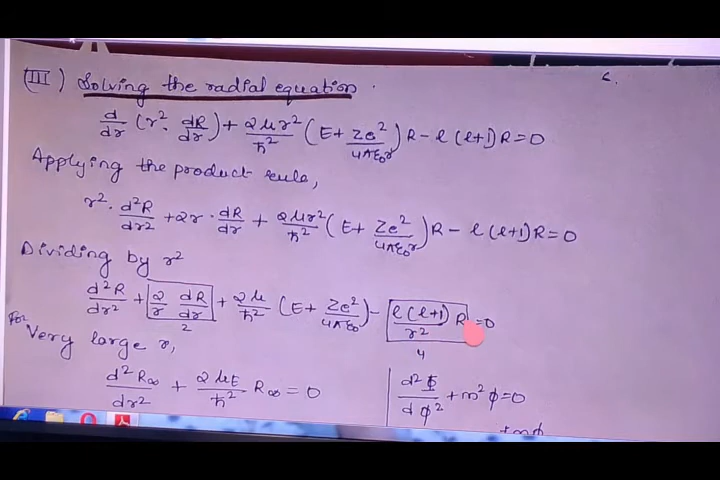 (III) Solving the radial equation.
d/dr (r². dR/dr) + 2μr²/ħ² (E + Ze²/4πε₀r) R - l(l+1)R = 0
Applying the product rule,
r². d²R/dr² + 2r. dR/dr + 2μr²/ħ² (E + Ze²/4πε₀r) R - l(l+1)R = 0
Dividing by r²
d²R/dr² + 2/r dR/dr + 2μ/ħ² (E + Ze²/4πε₀) - l(l+1)/r² R = 0
2
4
For
Very large r,
d²R∞/dr² + 2μE/ħ² R∞ = 0
d²Φ/dϕ² + m²ϕ = 0